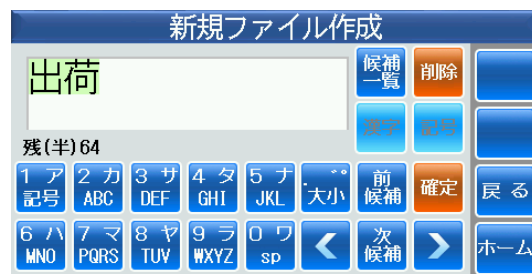 新規ファイル作成
出荷
候補一覧
削除
漢字
記号
残(半)64
1 ア 記号
2 カ ABC
3 サ DEF
4 タ GHI
5 ナ JKL
゛゜大小
前候補
確定
戻る
6 ハ MNO
7 マ PQRS
8 ヤ TUV
9 ラ WXYZ
0 ワ sp
次候補
ホーム